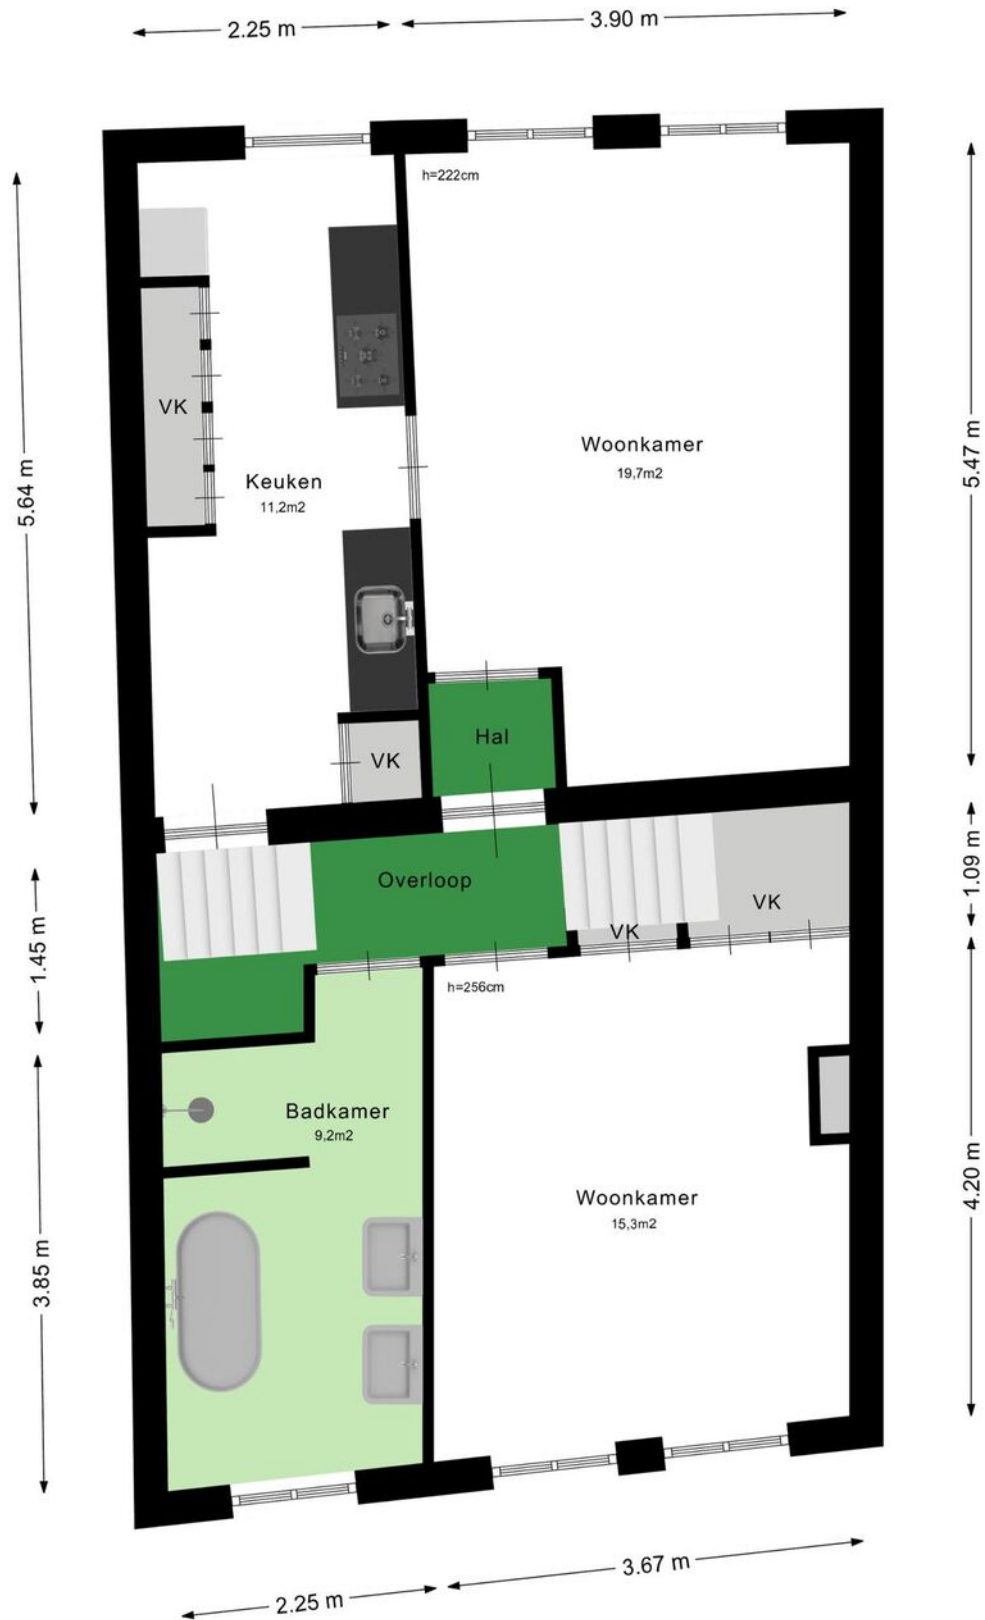 2.25 m
3.90 m
h=222cm
VK
Woonkamer
19,7m2
5.47 m
5.64 m
Keuken
11,2m2
Hal
VK
1.09 m
Overloop
VK
VK
1.45 m
h=256cm
Badkamer
9,2m2
4.20 m
Woonkamer
15,3m2
3.85 m
3.67 m
2.25 m